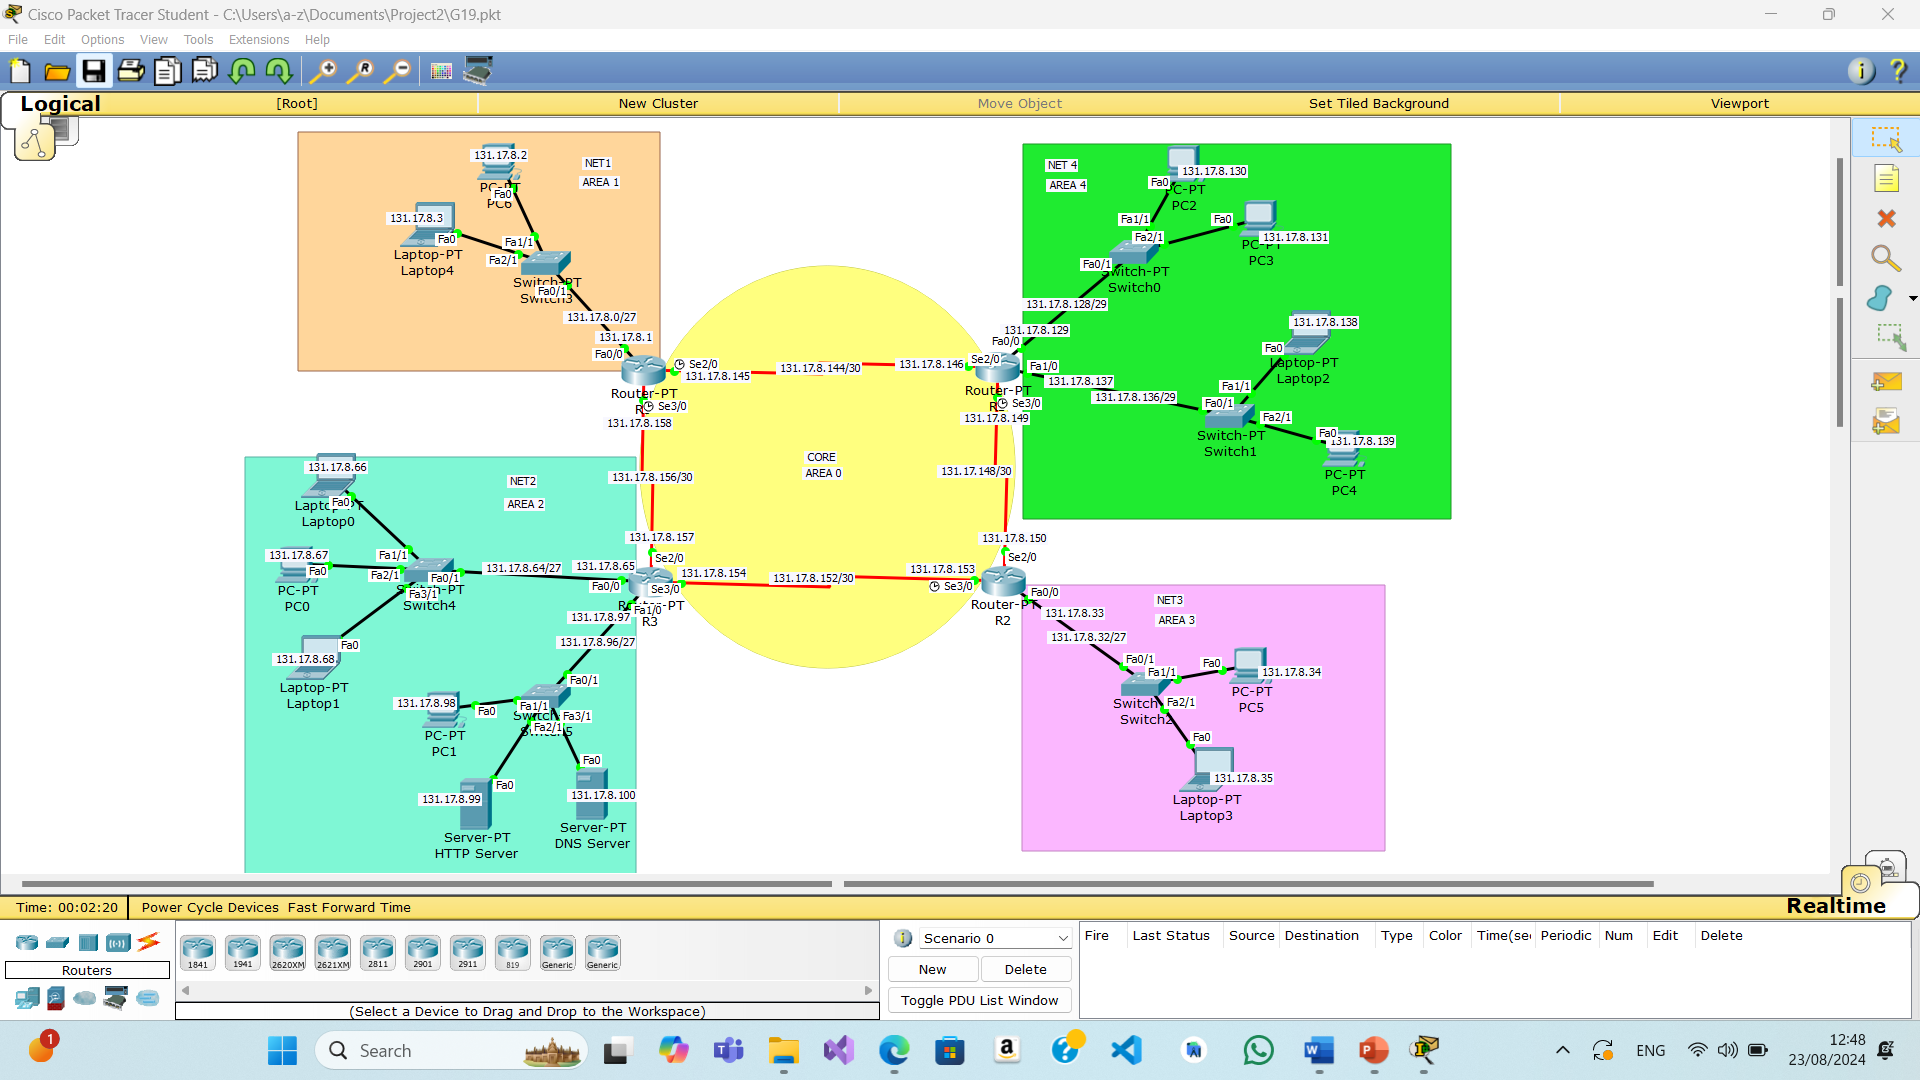 Cisco Packet Tracer Student - C:\Users\a-z\Documents\Project2\G19.pkt
File Edit Options View Tools Extensions Help
Logical [Root] New Cluster Move Object Set Tiled Background Viewport
131.17.8.2
NET1
AREA 1
PC-PT
Fa0
PC6
131.17.8.3
Fa0
Laptop-PT
Laptop4
Fa1/1
Fa2/1
Switch-PT
Switch3
Fa0/1
131.17.8.0/27
131.17.8.1
Fa0/0
Router-PT
Se2/0
131.17.8.145
131.17.8.144/30
131.17.8.146
Se3/0
131.17.8.158
131.17.8.156/30
131.17.8.157
CORE
AREA 0
NET 4
AREA 4
131.17.8.130
Fa0
PC-PT
PC2
Fa1/1
Fa2/1
Fa0
131.17.8.131
PC-PT
PC3
Fa0/1
Switch-PT
Switch0
131.17.8.128/29
131.17.8.129
Fa0/0
Se2/0
Router-PT
Fa1/0
131.17.8.137
131.17.8.136/29
Se3/0
131.17.8.149
131.17.148/30
131.17.8.150
131.17.8.138
Fa0
Laptop-PT
Laptop2
Fa1/1
Fa0/1
Fa2/1
Switch-PT
Switch1
Fa0
131.17.8.139
PC-PT
PC4
131.17.8.66
NET2
AREA 2
Fa0
Laptop-PT
Laptop0
131.17.8.67
Fa0
PC-PT
PC0
Fa1/1
Fa2/1
Fa0/1
Fa3/1
Switch-PT
Switch4
131.17.8.64/27
131.17.8.65
Fa0/0
Se2/0
Se3/0
Router-PT
R3
Fa1/0
131.17.8.97
131.17.8.96/27
131.17.8.154
131.17.8.152/30
131.17.8.153
Se3/0
Se2/0
Router-PT
R2
Fa0
131.17.8.68
Laptop-PT
Laptop1
131.17.8.98
Fa0
PC-PT
PC1
Fa0/1
Fa1/1
Fa3/1
Fa2/1
Switch5
Fa0
131.17.8.99
Server-PT
HTTP Server
Fa0
131.17.8.100
Server-PT
DNS Server
Fa0/0
131.17.8.33
131.17.8.32/27
NET3
AREA 3
Fa0/1
Fa1/1
Fa2/1
Switch2
Fa0
131.17.8.34
PC-PT
PC5
Fa0
131.17.8.35
Laptop-PT
Laptop3
Time: 00:02:20 Power Cycle Devices Fast Forward Time
Realtime
Routers
1841 1941 2620XM 2621XM 2811 2901 2911 819 Generic Generic
(Select a Device to Drag and Drop to the Workspace)
Scenario 0
New Delete
Toggle PDU List Window
Fire Last Status Source Destination Type Color Time(sec Periodic Num Edit Delete
1
Search
ENG
12:48
23/08/2024